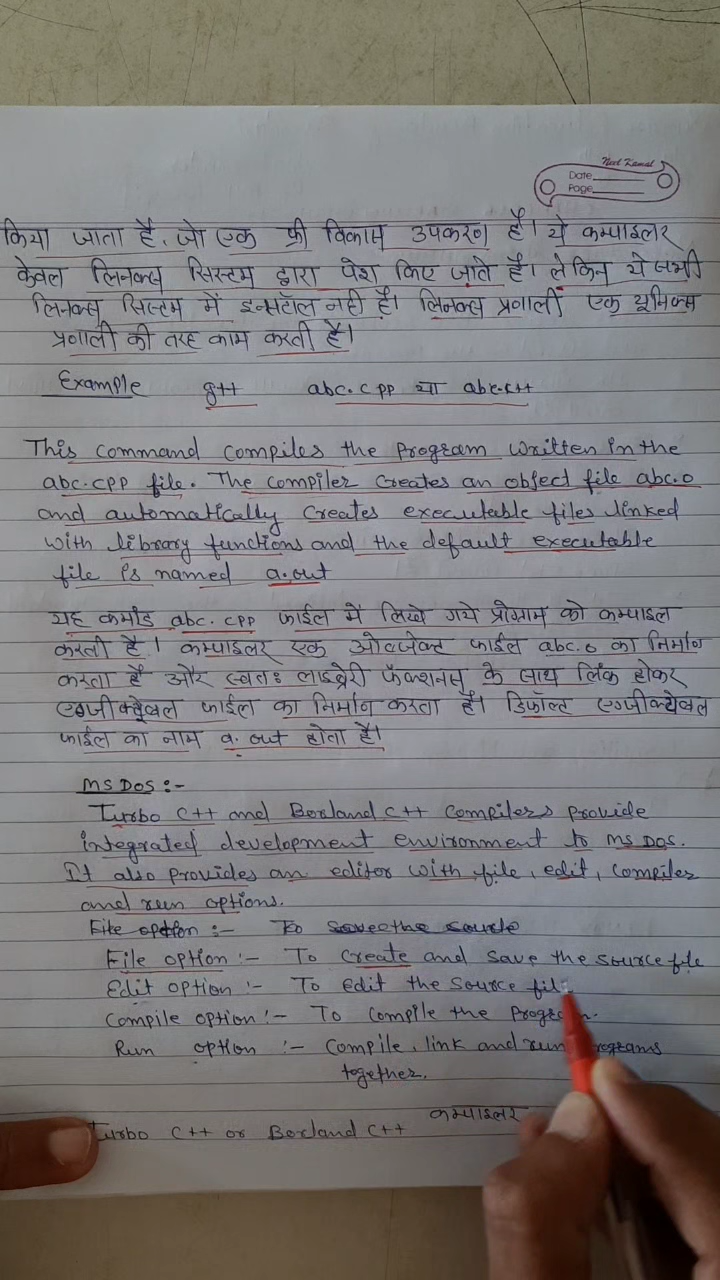 Neel Kamal
Date
Page
किया जाता है, जो एक फ्री विकास उपकरण है। ये कम्पाइलर
केवल लिनक्स सिस्टम द्वारा पेश किए जाते है। लेकिन ये सभी
लिनक्स सिस्टम में इन्सटॉल नही है। लिनक्स प्रणाली एक यूनिक्स
प्रणाली की तरह काम करती है।
Example g++ abc.cpp या abc.c++
This command compiles the program written in the
abc.cpp file. The compiler creates an object file abc.o
and automatically creates executable files linked
with library functions and the default executable
file is named a.out
यह कमांड abc.cpp फाईल में लिखे गये प्रोग्राम को कम्पाइल
करती है। कम्पाइलर एक ओब्जेक्ट फाईल abc.o का निर्माण
करता है और स्वतः लाइब्रेरी फंक्शनस के साथ लिंक होकर
एग्जीक्यूेबल फाईल का निर्माण करता है। डिफॉल्ट एग्जीक्येबल
फाईल का नाम a.out होता है।
MS DOS :-
Turbo C++ and Borland C++ compilers provide
integrated development environment to MS DOS.
It also provides an editor with file, edit, compiler
and run options.
File option :- To save the source
File option :- To create and save the source file
Edit option :- To edit the source file
Compile option :- To compile the program.
Run option :- Compile, link and run programs
together.
Turbo C++ or Borland C++ कम्पाइलर